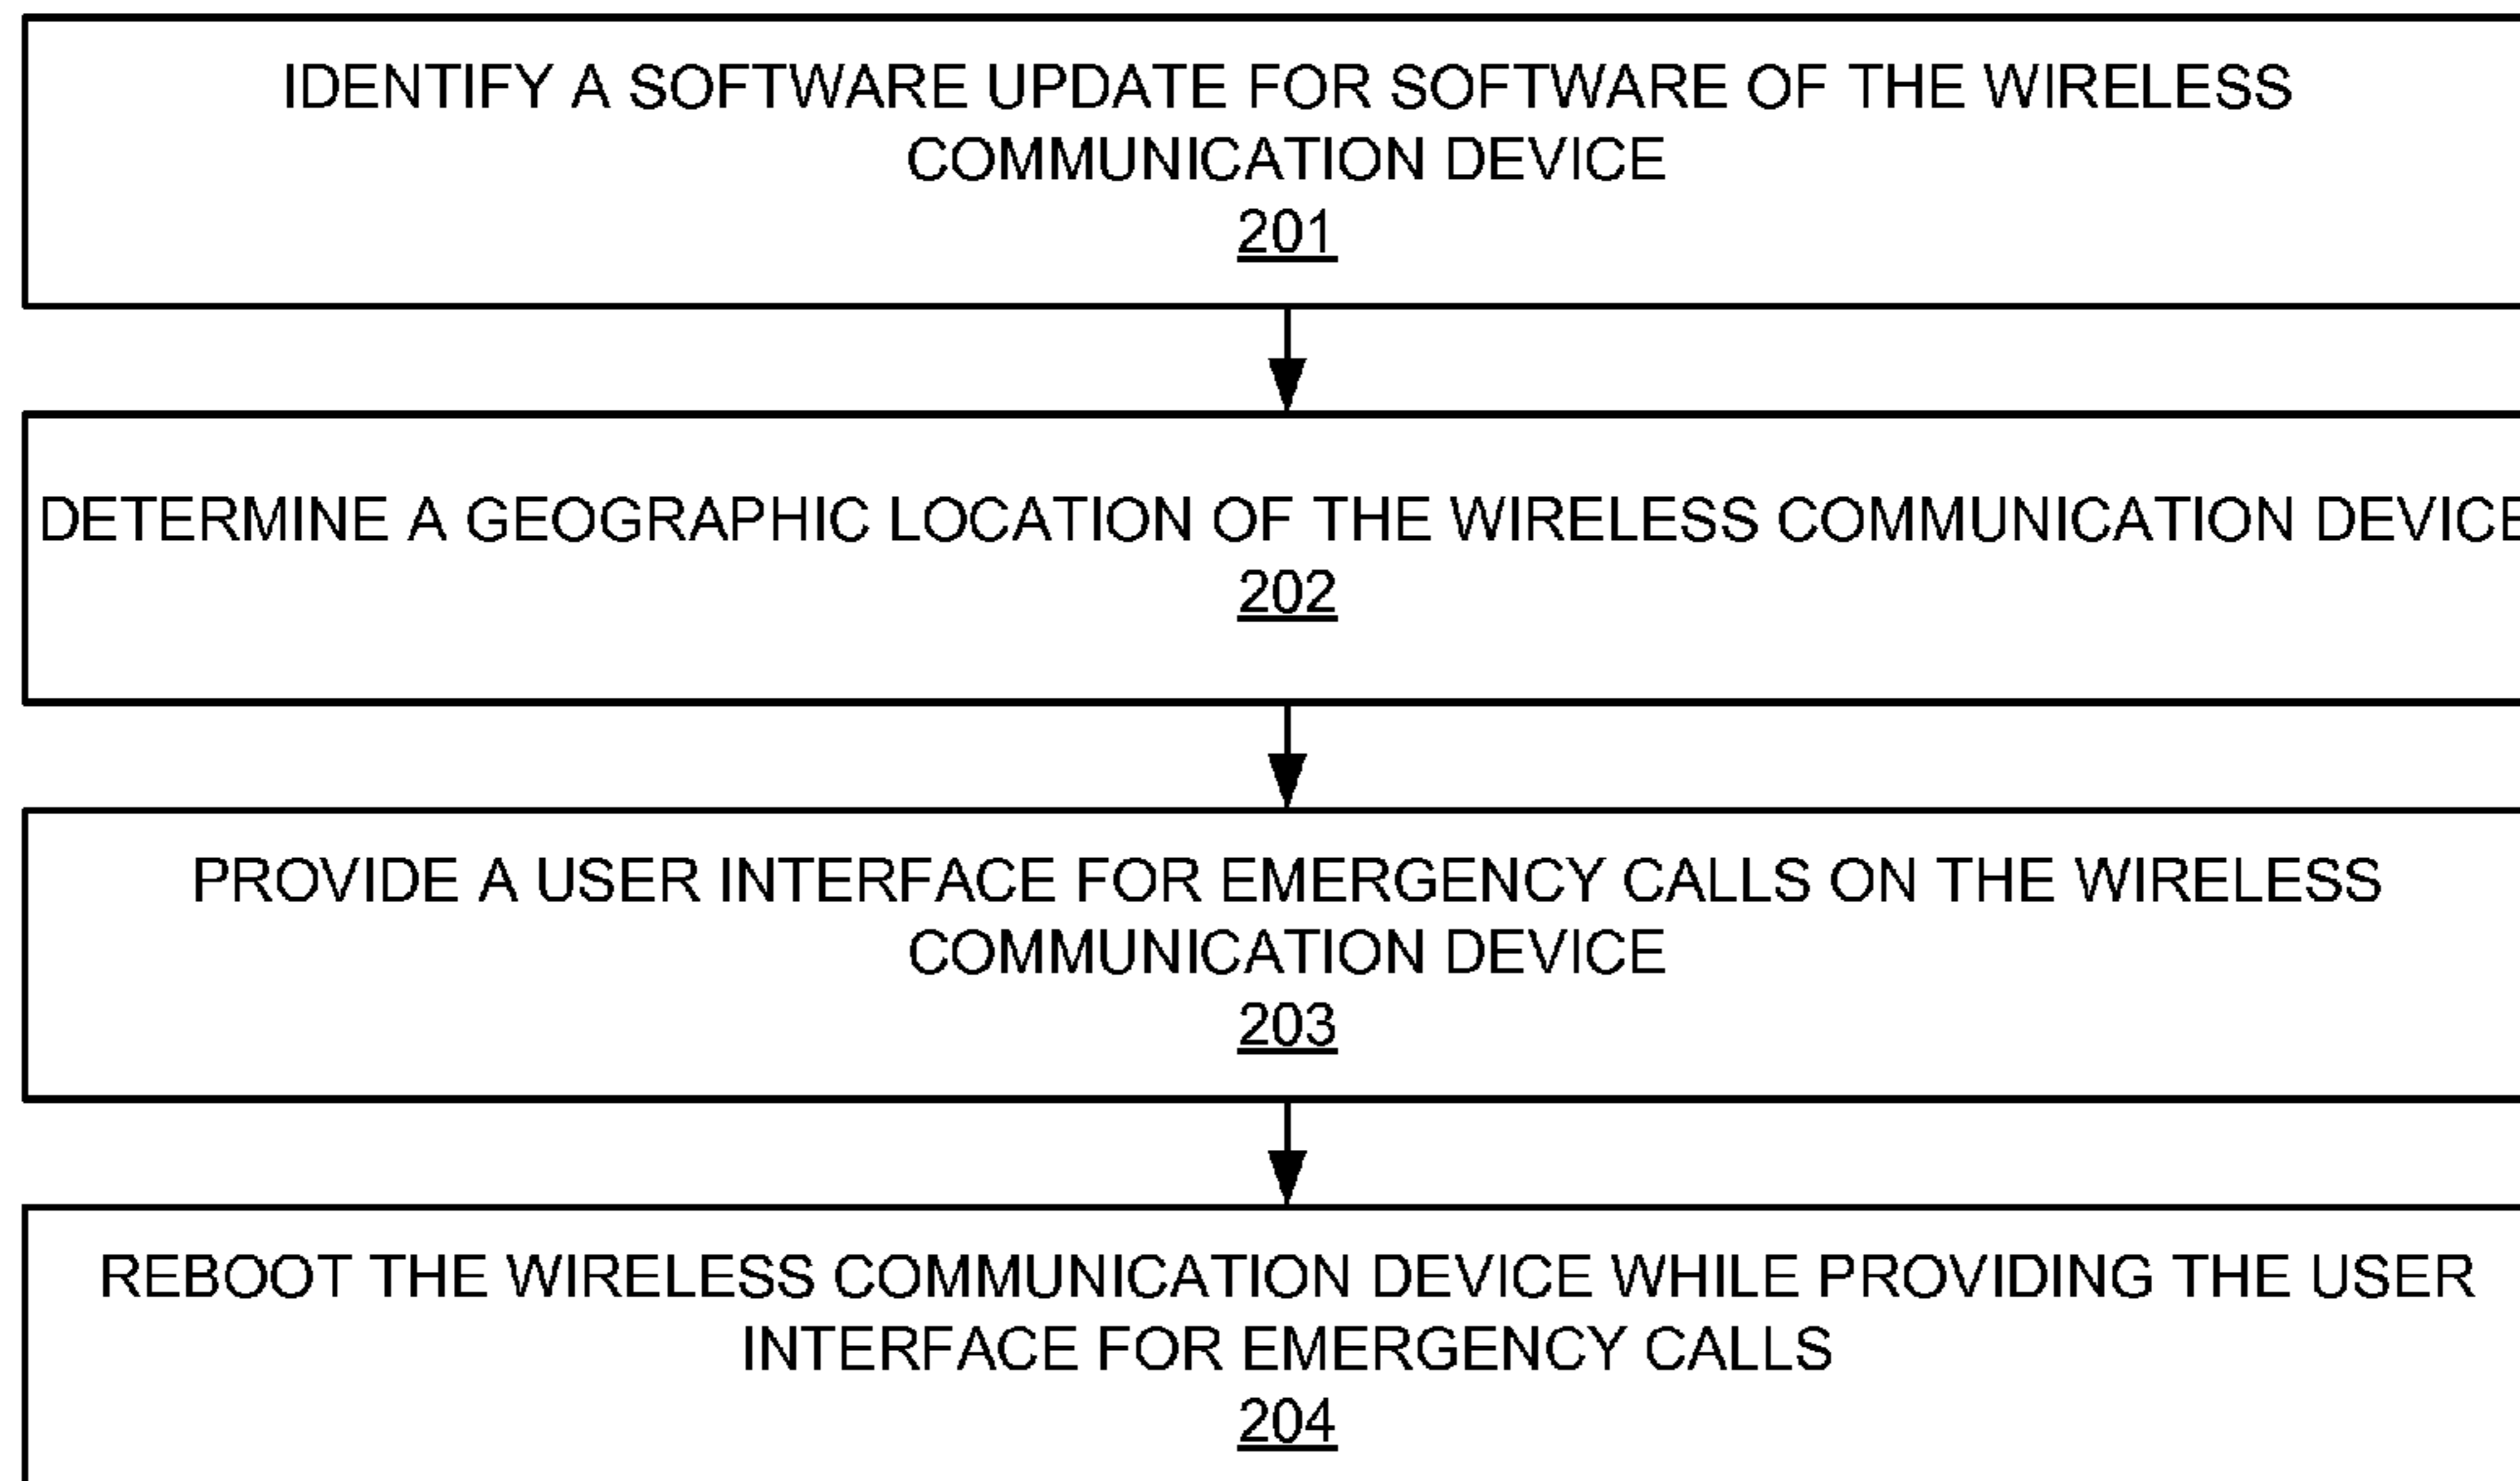 IDENTIFY A SOFTWARE UPDATE FOR SOFTWARE OF THE WIRELESS
COMMUNICATION DEVICE
201
DETERMINE A GEOGRAPHIC LOCATION OF THE WIRELESS COMMUNICATION DEVICE
202
PROVIDE A USER INTERFACE FOR EMERGENCY CALLS ON THE WIRELESS
COMMUNICATION DEVICE
203
REBOOT THE WIRELESS COMMUNICATION DEVICE WHILE PROVIDING THE USER
INTERFACE FOR EMERGENCY CALLS
204